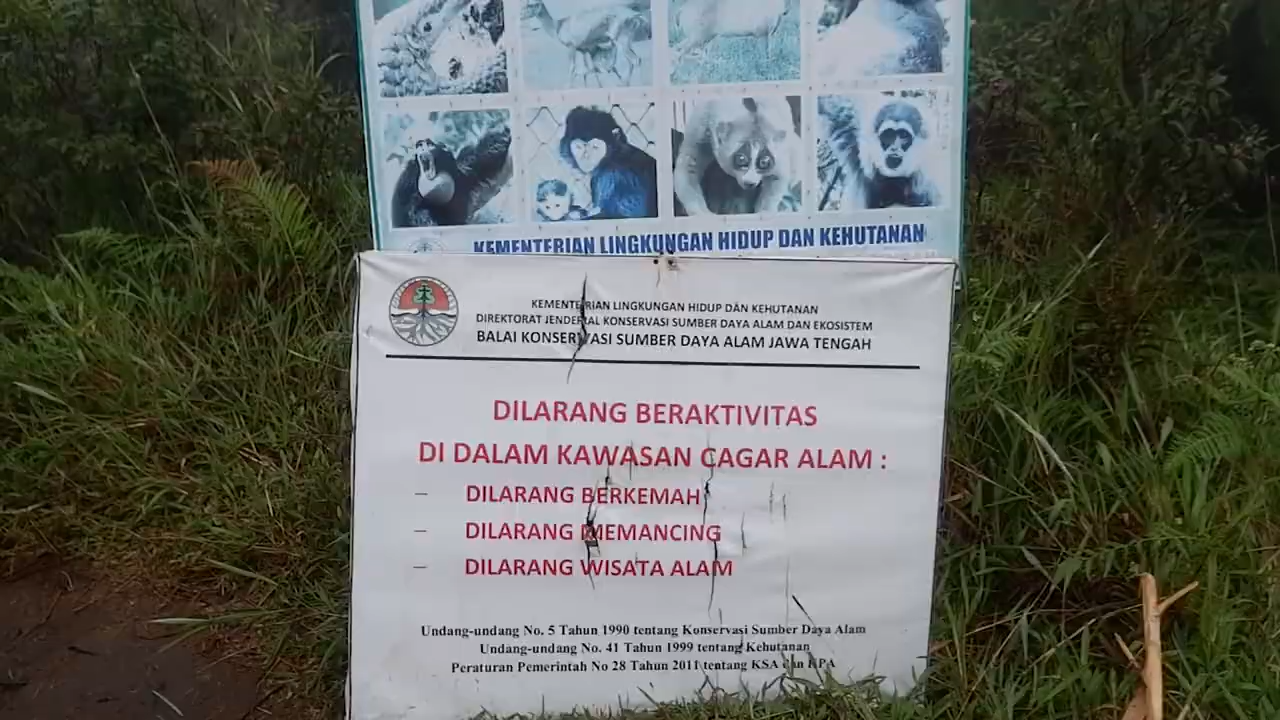 KEMENTERIAN LINGKUNGAN HIDUP DAN KEHUTANAN
KEMENTERIAN LINGKUNGAN HIDUP DAN KEHUTANAN
DIREKTORAT JENDERAL KONSERVASI SUMBER DAYA ALAM DAN EKOSISTEM
BALAI KONSERVASI SUMBER DAYA ALAM JAWA TENGAH
DILARANG BERAKTIVITAS
DI DALAM KAWASAN CAGAR ALAM :
– DILARANG BERKEMAH
– DILARANG MEMANCING
– DILARANG WISATA ALAM
Undang-undang No. 5 Tahun 1990 tentang Konservasi Sumber Daya Alam
Undang-undang No. 41 Tahun 1999 tentang Kehutanan
Peraturan Pemerintah No 28 Tahun 2011 tentang KSA dan KPA